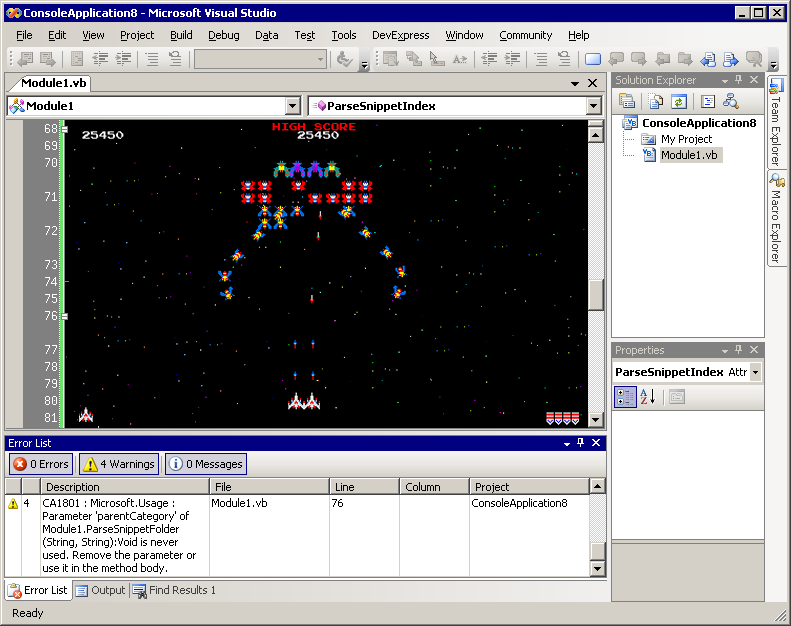 ConsoleApplication8 - Microsoft Visual Studio
File Edit View Project Build Debug Data Test Tools DevExpress Window Community Help
Module1.vb
Module1 ParseSnippetIndex
68
25450
HIGH SCORE
25450
69
70
71
72
73
74
75
76
77
78
79
80
81
Solution Explorer
ConsoleApplication8
My Project
Module1.vb
Team Explorer
Macro Explorer
Properties
ParseSnippetIndex Attr
Error List
0 Errors 4 Warnings 0 Messages
Description File Line Column Project
4 CA1801 : Microsoft.Usage : Module1.vb 76 ConsoleApplication8
Parameter 'parentCategory' of
Module1.ParseSnippetFolder
(String, String):Void is never
used. Remove the parameter or
use it in the method body.
Error List Output Find Results 1
Ready